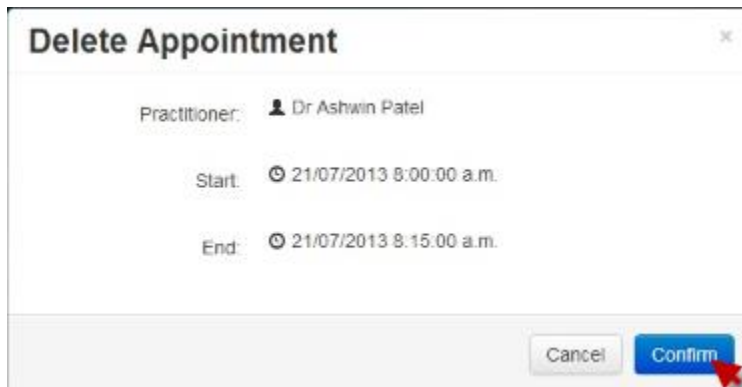 Delete Appointment ×
Practitioner: Dr Ashwin Patel
Start: 21/07/2013 8:00:00 a.m.
End: 21/07/2013 8:15:00 a.m.
Cancel Confirm